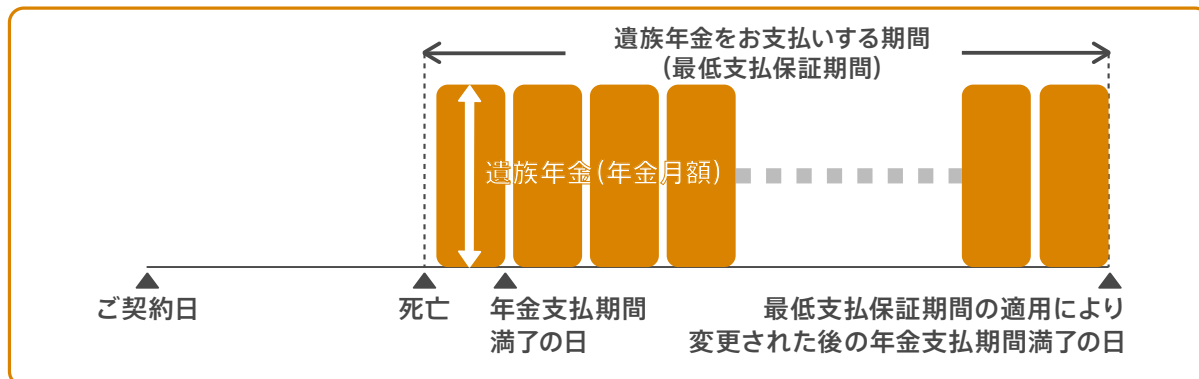 遺族年金をお支払いする期間
(最低支払保証期間)
遺族年金(年金月額)
ご契約日
死亡
年金支払期間
満了の日
最低支払保証期間の適用により
変更された後の年金支払期間満了の日